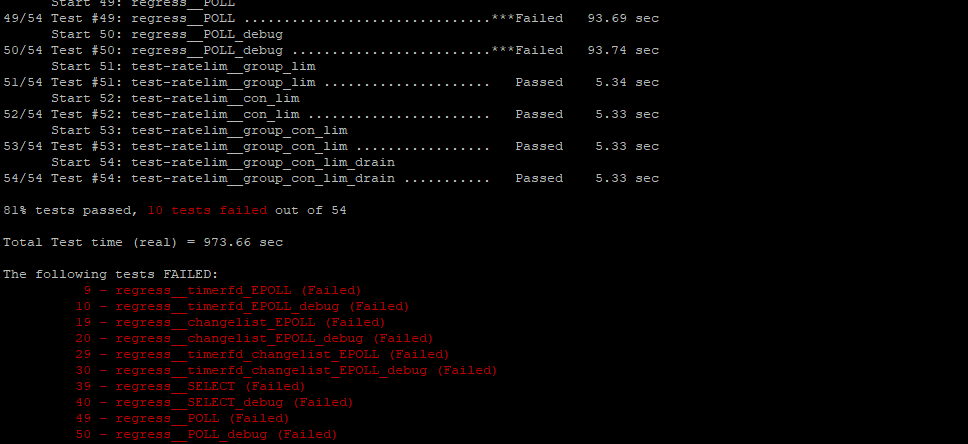 Start 49: regress__POLL
49/54 Test #49: regress__POLL ...............................***Failed   93.69 sec
      Start 50: regress__POLL_debug
50/54 Test #50: regress__POLL_debug .........................***Failed   93.74 sec
      Start 51: test-ratelim__group_lim
51/54 Test #51: test-ratelim__group_lim .....................   Passed    5.34 sec
      Start 52: test-ratelim__con_lim
52/54 Test #52: test-ratelim__con_lim .......................   Passed    5.33 sec
      Start 53: test-ratelim__group_con_lim
53/54 Test #53: test-ratelim__group_con_lim .................   Passed    5.33 sec
      Start 54: test-ratelim__group_con_lim_drain
54/54 Test #54: test-ratelim__group_con_lim_drain ...........   Passed    5.33 sec
81% tests passed, 10 tests failed out of 54
Total Test time (real) = 973.66 sec
The following tests FAILED:
          9 - regress__timerfd_EPOLL (Failed)
         10 - regress__timerfd_EPOLL_debug (Failed)
         19 - regress__changelist_EPOLL (Failed)
         20 - regress__changelist_EPOLL_debug (Failed)
         29 - regress__timerfd_changelist_EPOLL (Failed)
         30 - regress__timerfd_changelist_EPOLL_debug (Failed)
         39 - regress__SELECT (Failed)
         40 - regress__SELECT_debug (Failed)
         49 - regress__POLL (Failed)
         50 - regress__POLL_debug (Failed)